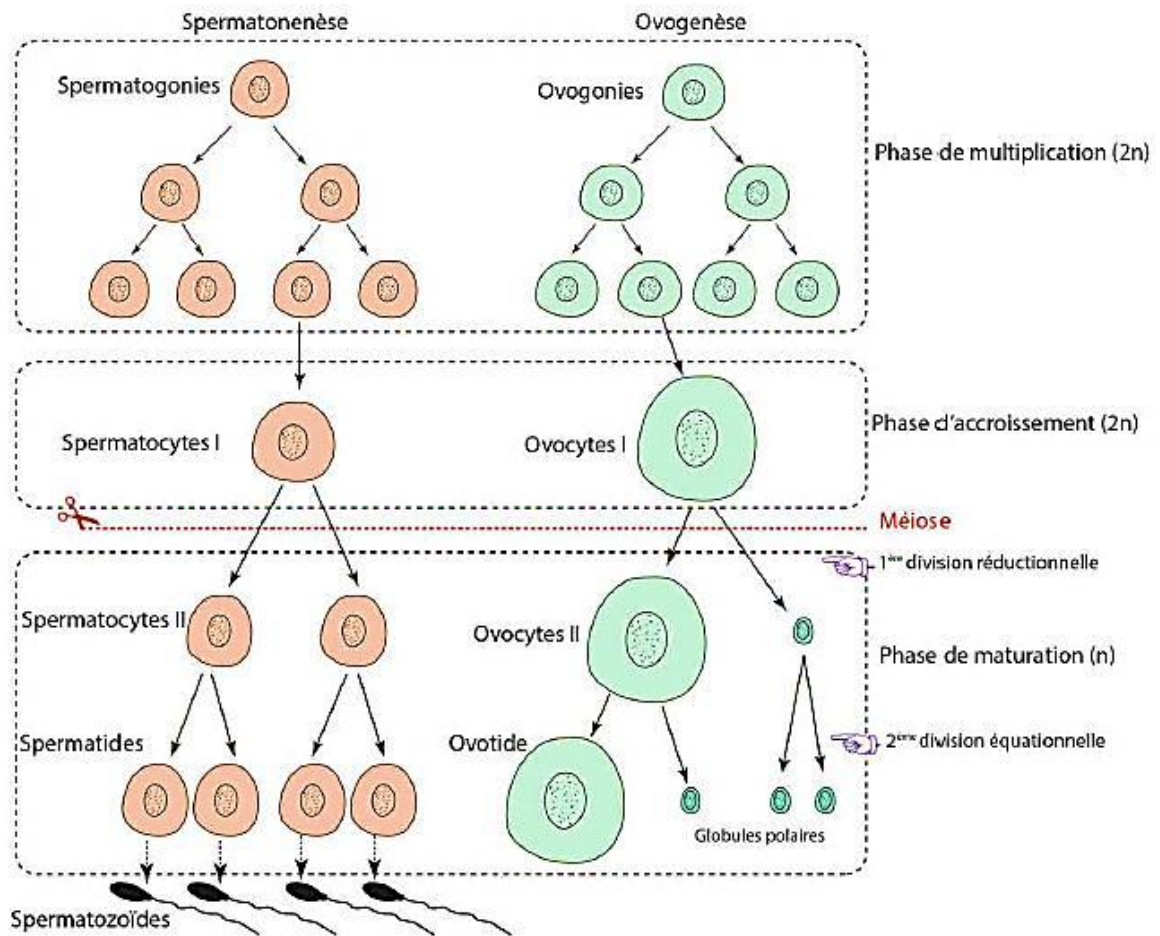 Spermatonenèse
Ovogenèse
Spermatogonies
Ovogonies
Phase de multiplication (2n)
Spermatocytes I
Ovocytes I
Phase d'accroissement (2n)
Méiose
1ère division réductionnelle
Spermatocytes II
Ovocytes II
Phase de maturation (n)
Spermatides
Ovotide
2ème division équationnelle
Globules polaires
Spermatozoïdes